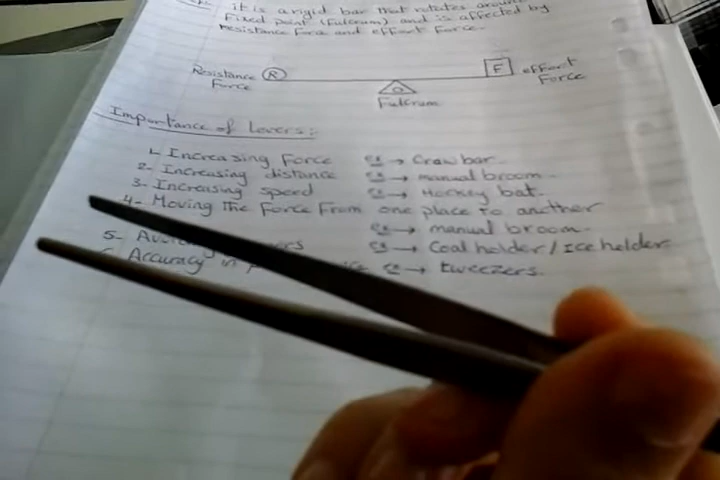 it is a rigid bar that rotates around
Fixed point (Fulcrum) and is affected by
resistance force and effort force.
Resistance Force R
E effort Force
O
Fulcrum
Importance of Levers:
1- Increasing Force ex → Crowbar.
2- Increasing distance ex → manual broom.
3- Increasing speed ex → Hockey bat.
4- Moving the Force From one place to another
ex → manual broom.
5- ex → Coal holder / Ice holder
Accuracy in ex → tweezers.